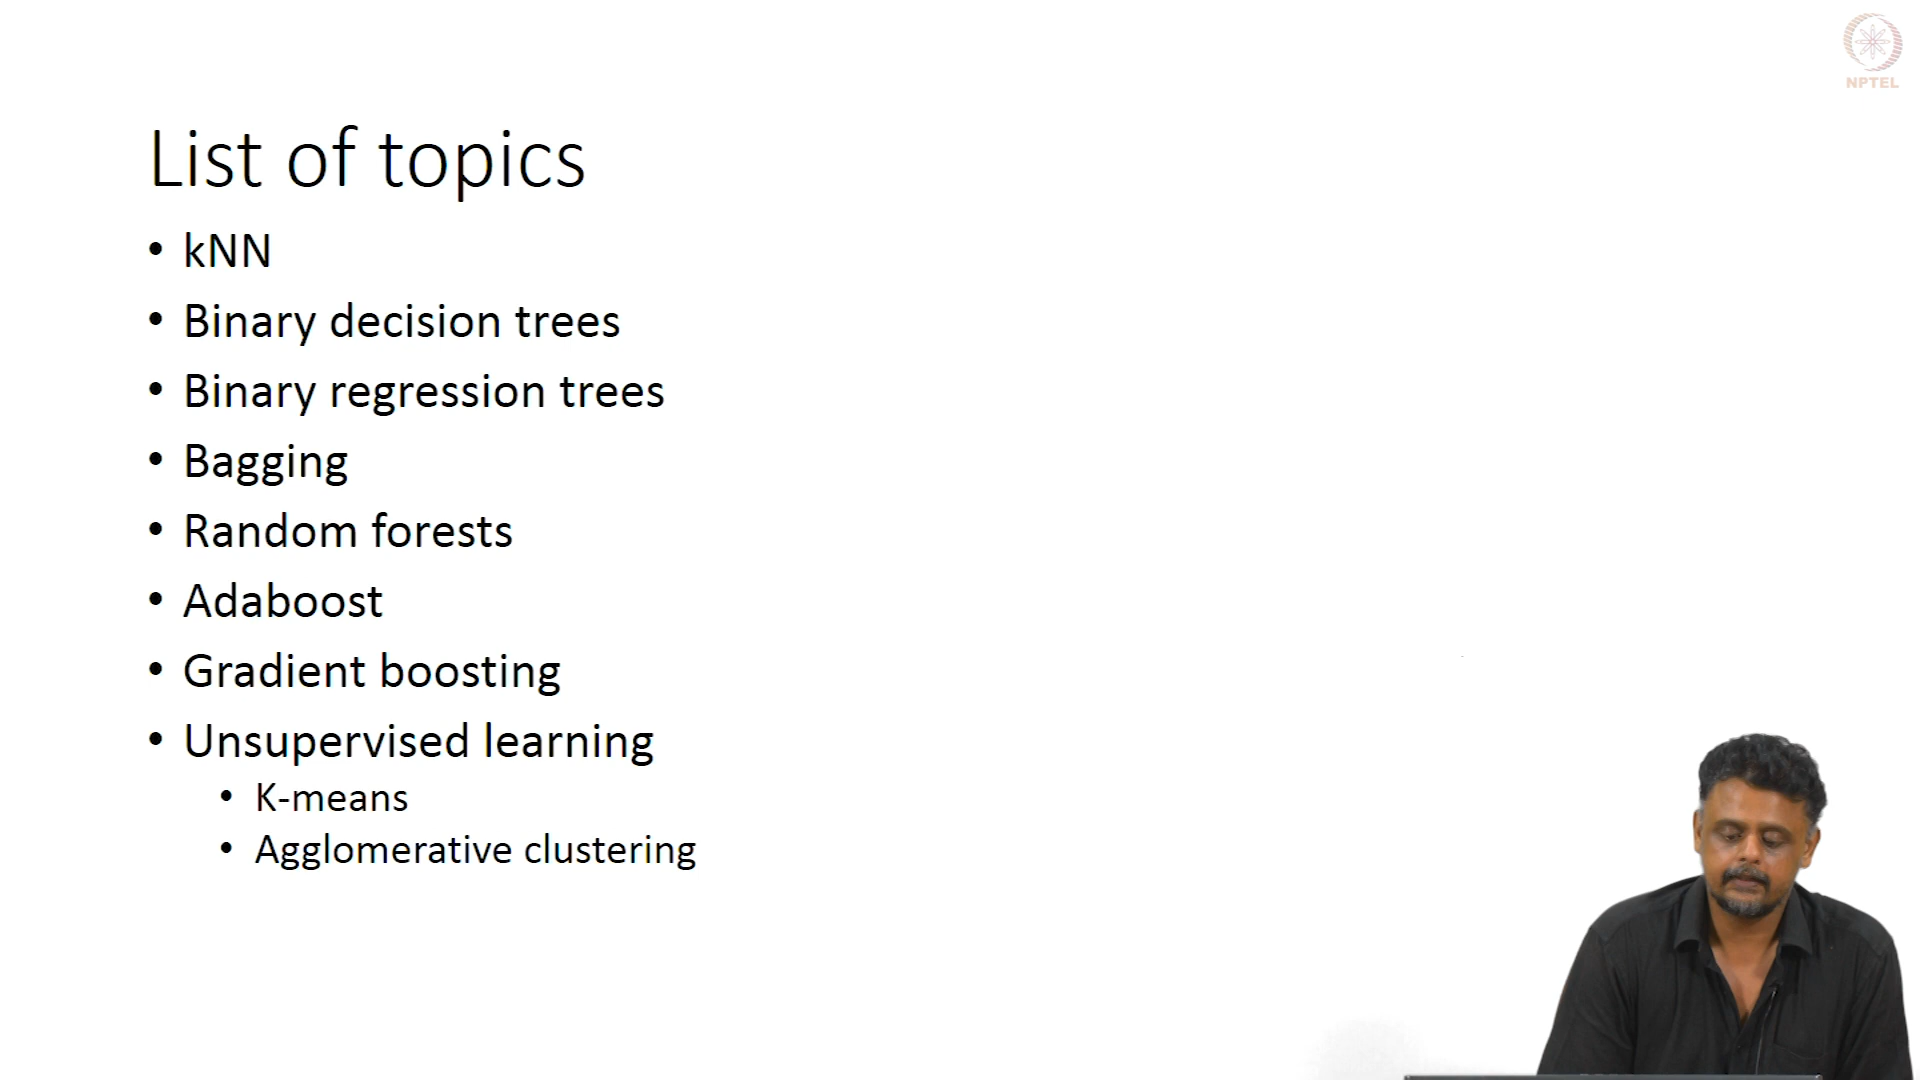 NPTEL
List of topics
• kNN
• Binary decision trees
• Binary regression trees
• Bagging
• Random forests
• Adaboost
• Gradient boosting
• Unsupervised learning
• K-means
• Agglomerative clustering